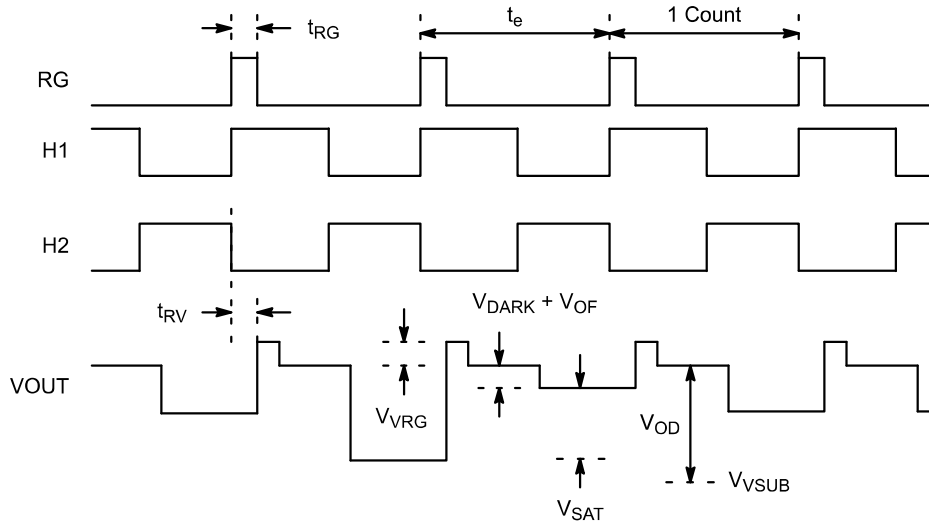 t_RG
t_e
1 Count
RG
H1
H2
t_RV
V_DARK + V_OF
VOUT
V_VRG
V_OD
V_SAT
V_VSUB